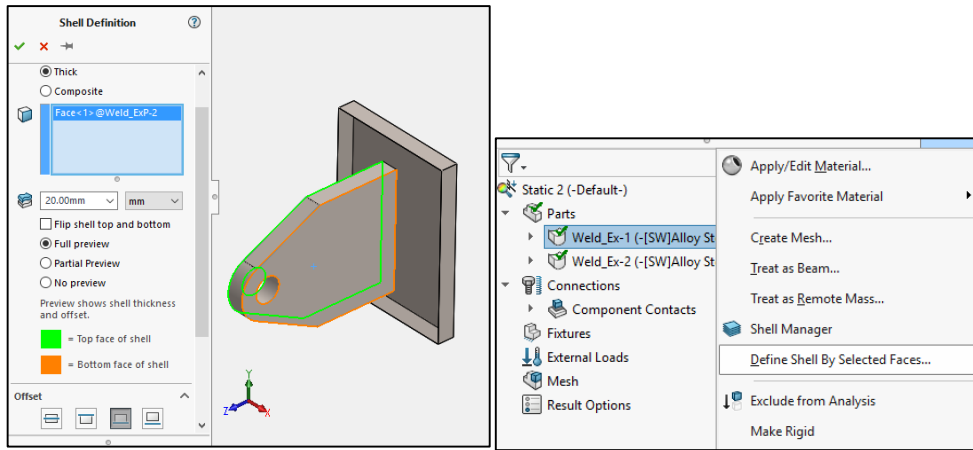 Shell Definition
Thick
Composite
Face<1>@Weld_ExP-2
20.00mm
mm
Flip shell top and bottom
Full preview
Partial Preview
No preview
Preview shows shell thickness
and offset.
= Top face of shell
= Bottom face of shell
Offset
Y
Z
X
Static 2 (-Default-)
Parts
Weld_Ex-1 (-[SW]Alloy St
Weld_Ex-2 (-[SW]Alloy St
Connections
Component Contacts
Fixtures
External Loads
Mesh
Result Options
Apply/Edit Material...
Apply Favorite Material
Create Mesh...
Treat as Beam...
Treat as Remote Mass...
Shell Manager
Define Shell By Selected Faces...
Exclude from Analysis
Make Rigid